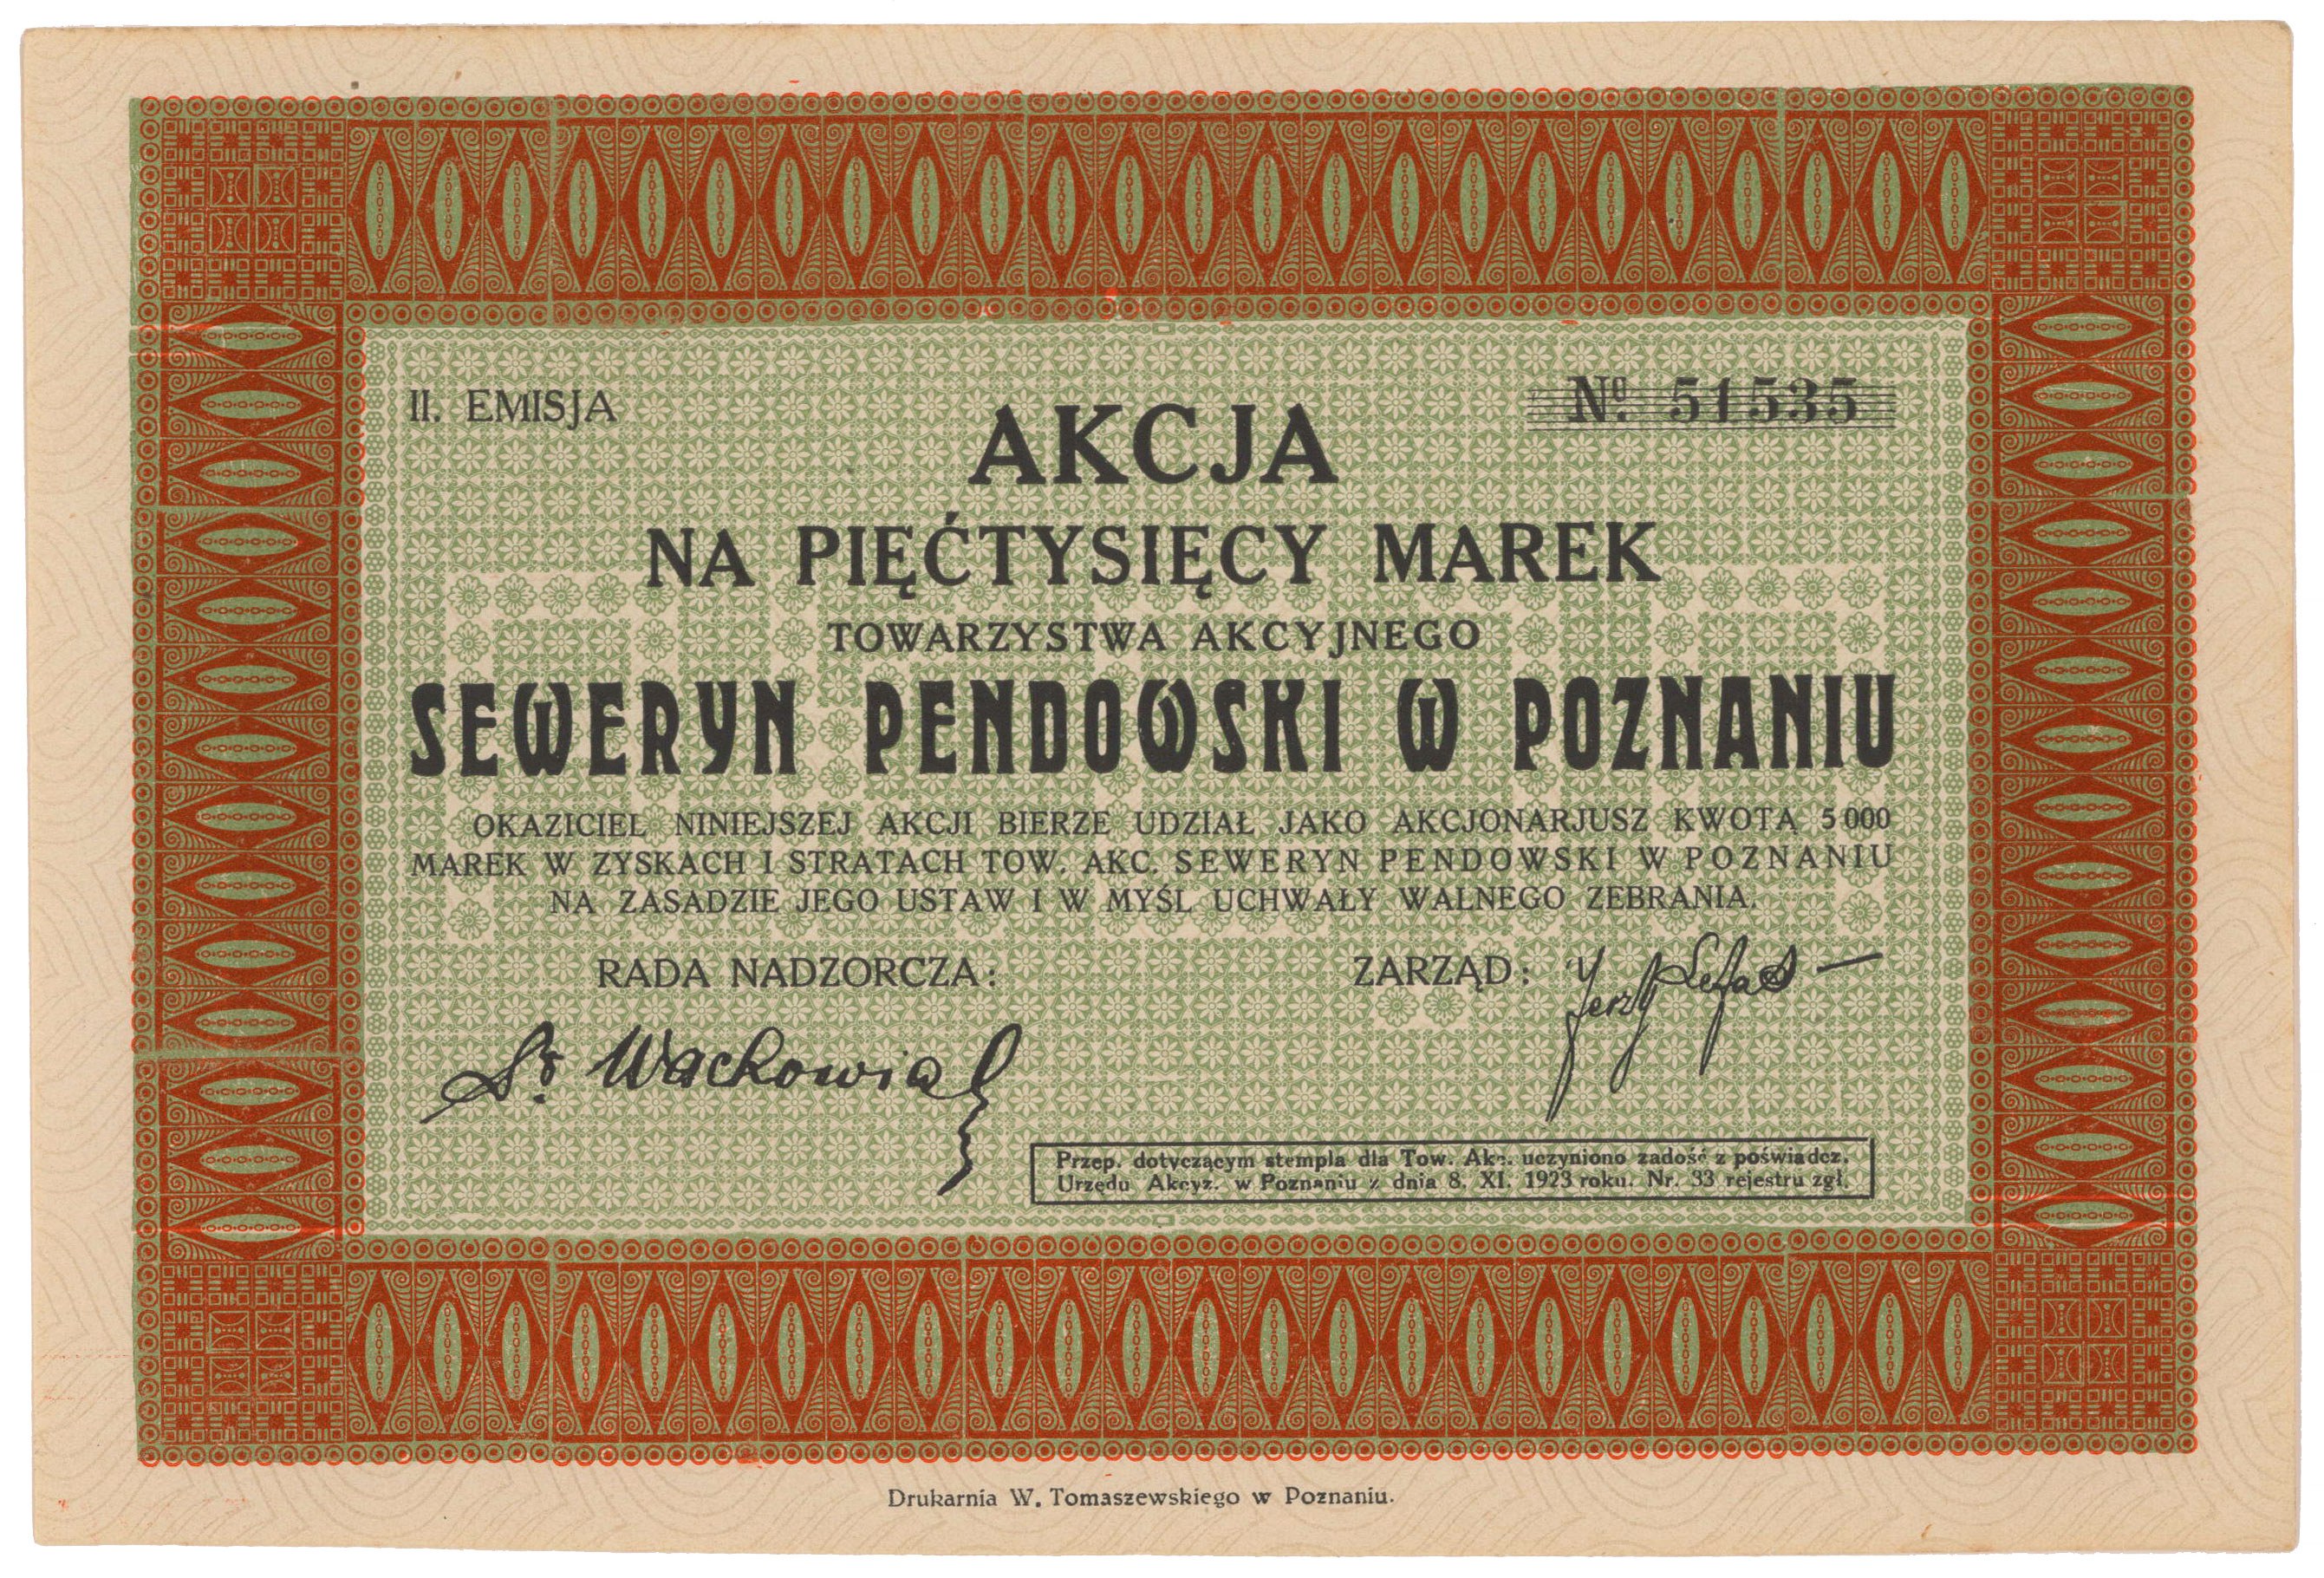 II. EMISJA
Nº. 51535
AKCJA
NA PIĘĆTYSIĘCY MAREK
TOWARZYSTWA AKCYJNEGO
SEWERYN PENDOWSKI W POZNANIU
OKAZICIEL NINIEJSZEJ AKCJI BIERZE UDZIAŁ JAKO AKCJONARJUSZ KWOTĄ 5 000
MAREK W ZYSKACH I STRATACH TOW. AKC. SEWERYN PENDOWSKI W POZNANIU
NA ZASADZIE JEGO USTAW I W MYŚL UCHWAŁY WALNEGO ZEBRANIA.
RADA NADZORCZA:
ZARZĄD:
Jerzy
Wachowiak
Przep. dotyczącym stempla dla Tow. Akc. uczyniono zadość z poświadcz.
Urzędu Akcyz. w Poznaniu z dnia 8. XI. 1923 roku. Nr. 33 rejestru zgł.
Drukarnia W. Tomaszewskiego w Poznaniu.